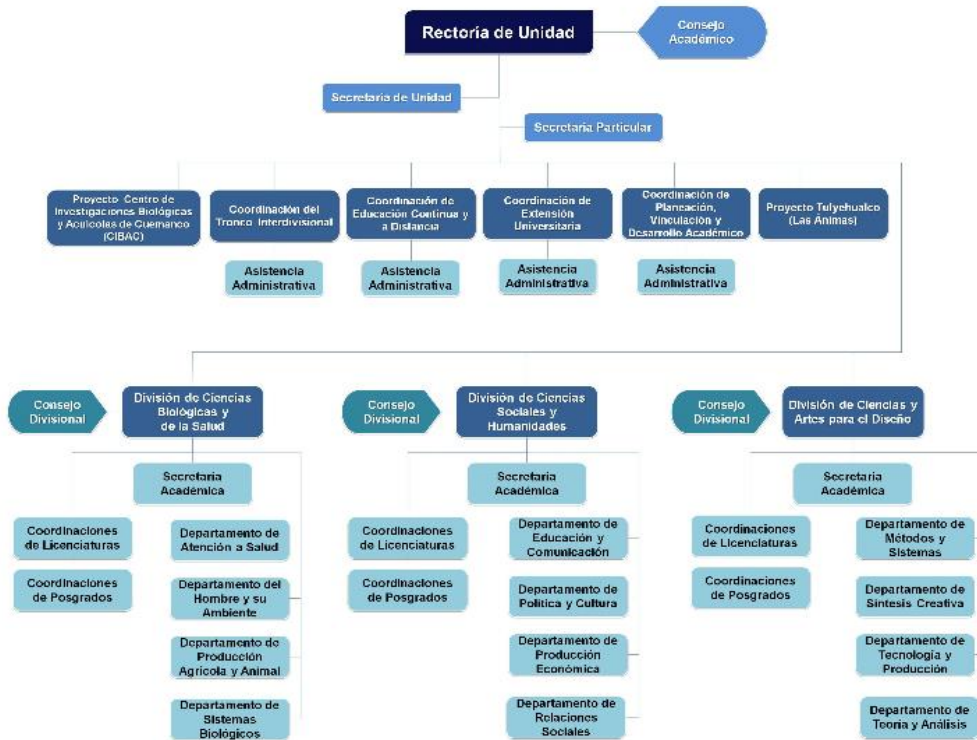 Rectoría de Unidad
Consejo
Académico
Secretaría de Unidad
Secretaría Particular
Proyecto Centro de
Investigaciones Biológicas
y Acuícolas de Cuemanco
(CIBAC)
Coordinación del
Tronco Interdivisional
Coordinación de
Educación Continua y
a Distancia
Coordinación de
Extensión
Universitaria
Coordinación de
Planeación,
Vinculación y
Desarrollo Académico
Proyecto Tulyehualco
(Las Ánimas)
Asistencia
Administrativa
Asistencia
Administrativa
Asistencia
Administrativa
Asistencia
Administrativa
Consejo
Divisional
División de Ciencias
Biológicas y
de la Salud
Secretaría
Académica
Coordinaciones
de Licenciaturas
Coordinaciones
de Posgrados
Departamento de
Atención a Salud
Departamento del
Hombre y su
Ambiente
Departamento de
Producción
Agrícola y Animal
Departamento de
Sistemas
Biológicos
Consejo
Divisional
División de Ciencias
Sociales y
Humanidades
Secretaría
Académica
Coordinaciones
de Licenciaturas
Coordinaciones
de Posgrados
Departamento de
Educación y
Comunicación
Departamento de
Política y Cultura
Departamento de
Producción
Económica
Departamento de
Relaciones
Sociales
Consejo
Divisional
División de Ciencias y
Artes para el Diseño
Secretaría
Académica
Coordinaciones
de Licenciaturas
Coordinaciones
de Posgrados
Departamento de
Métodos y
Sistemas
Departamento de
Síntesis Creativa
Departamento de
Tecnología y
Producción
Departamento de
Teoría y Análisis